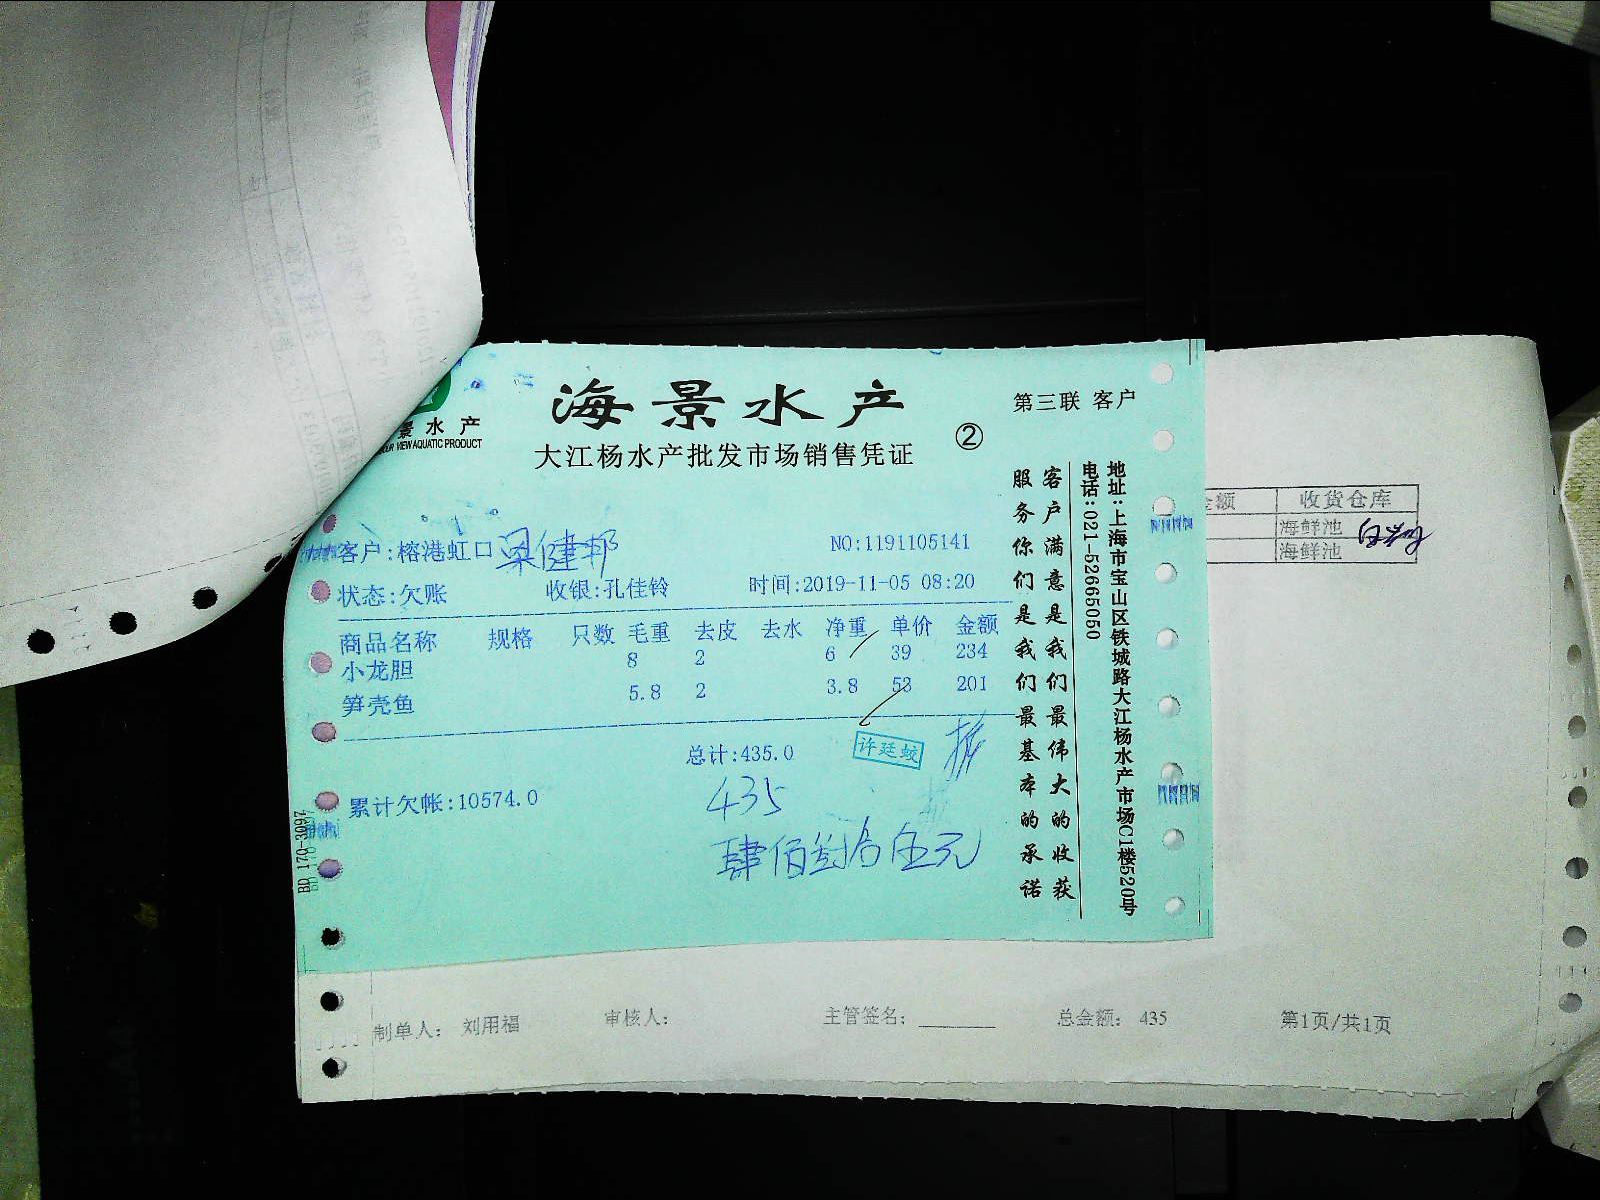 海景水产
大江杨水产批发市场销售凭证
②
第三联 客户
景水产
VIEW AQUATIC PRODUCT
客户:榕港虹口 梁健邦
NO:1191105141
状态:欠账 收银:孔佳铃 时间:2019-11-05 08:20
商品名称 规格 只数 毛重 去皮 去水 净重 单价 金额
小龙胆 8 2 6 39 234
笋壳鱼 5.8 2 3.8 53 201
总计:435.0
许廷蛟
累计欠帐:10574.0
435
肆佰叁拾伍元
客户满意是我们最伟大的收获
服务你们是我们最基本的承诺
地址:上海市宝山区铁城路大江杨水产市场C1楼520号
电话:021-52665050
BD 170-3097
金额 收货仓库
海鲜池
海鲜池
制单人: 刘用福 审核人: 主管签名: 总金额: 435 第1页/共1页